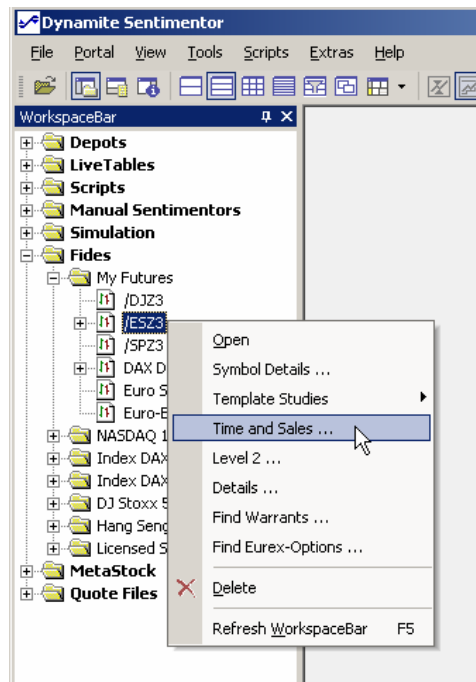 Dynamite Sentimentor
File Portal View Tools Scripts Extras Help
WorkspaceBar
Depots
LiveTables
Scripts
Manual Sentimentors
Simulation
Fides
My Futures
/DJZ3
/ESZ3
/SPZ3
DAX D
Euro S
Euro-E
NASDAQ 1
Index DAX
Index DAX
DJ Stoxx 5
Hang Seng
Licensed S
MetaStock
Quote Files
Open
Symbol Details ...
Template Studies
Time and Sales ...
Level 2 ...
Details ...
Find Warrants ...
Find Eurex-Options ...
Delete
Refresh WorkspaceBar F5